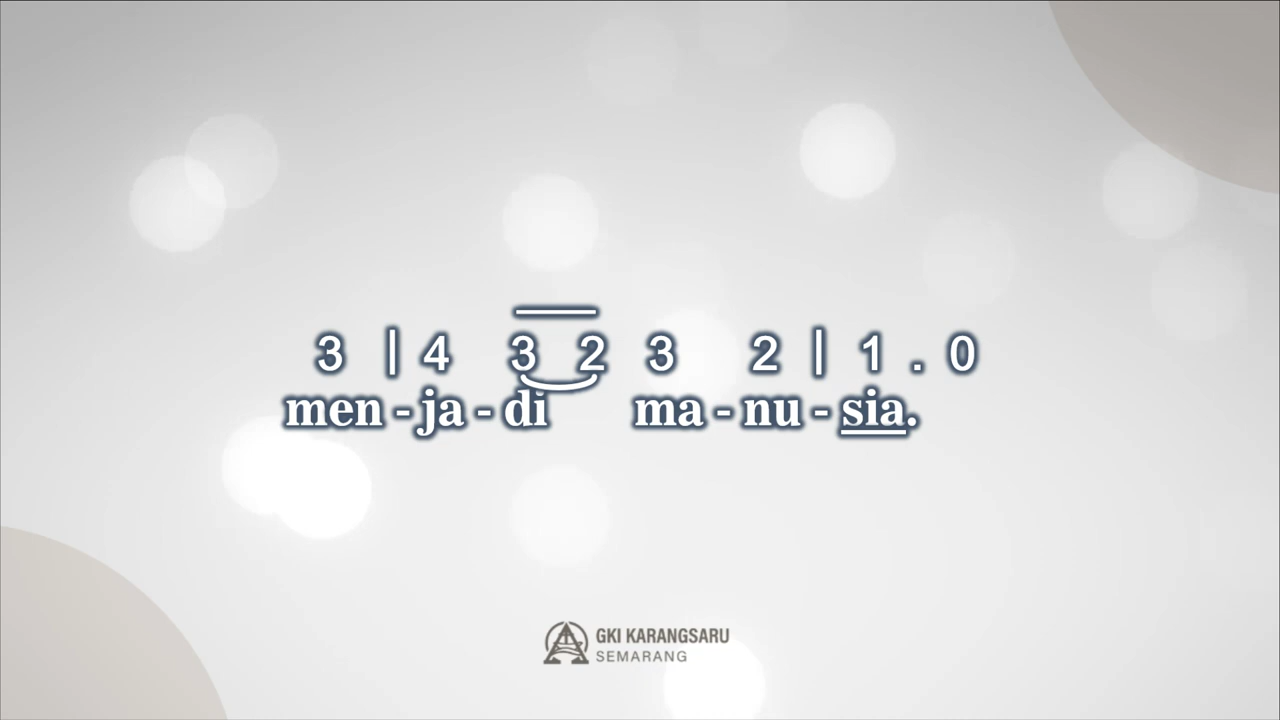 3 | 4 3 2 3 2 | 1 . 0
men - ja - di ma - nu - sia.
GKI KARANGSARU
SEMARANG